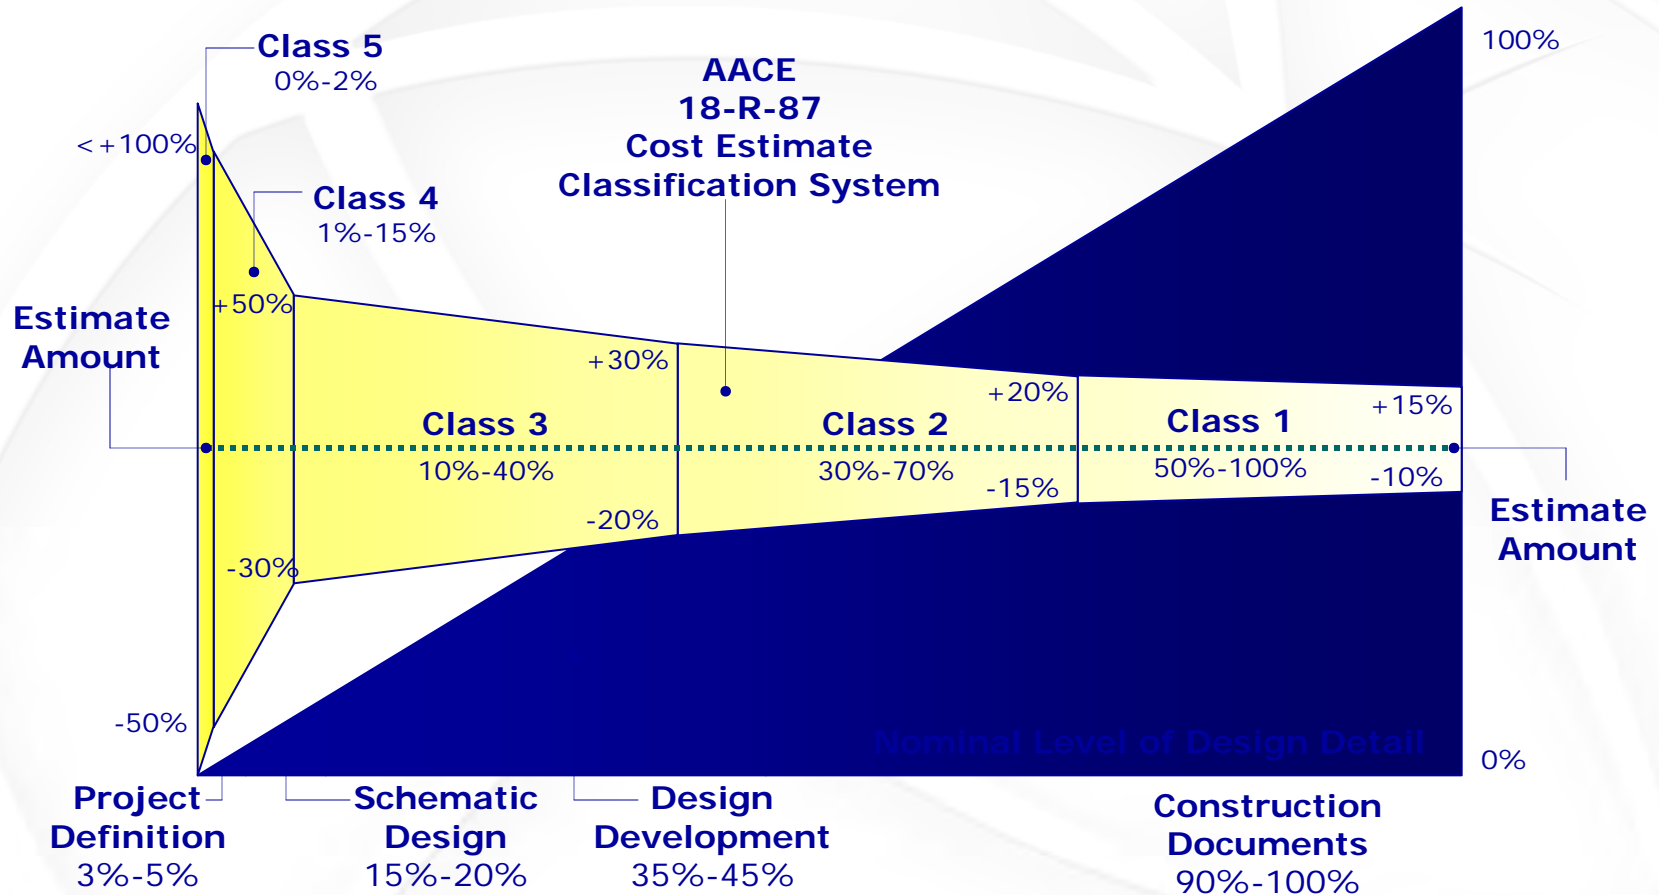 Class 5
0%-2%
100%
AACE
18-R-87
Cost Estimate
Classification System
<+100%
Class 4
1%-15%
+50%
Estimate
Amount
+30%
+20%
+15%
Class 3
10%-40%
Class 2
30%-70%
Class 1
50%-100%
-10%
-15%
-20%
Estimate
Amount
-30%
-50%
Nominal Level of Design Detail
0%
Project
Definition
3%-5%
Schematic
Design
15%-20%
Design
Development
35%-45%
Construction
Documents
90%-100%